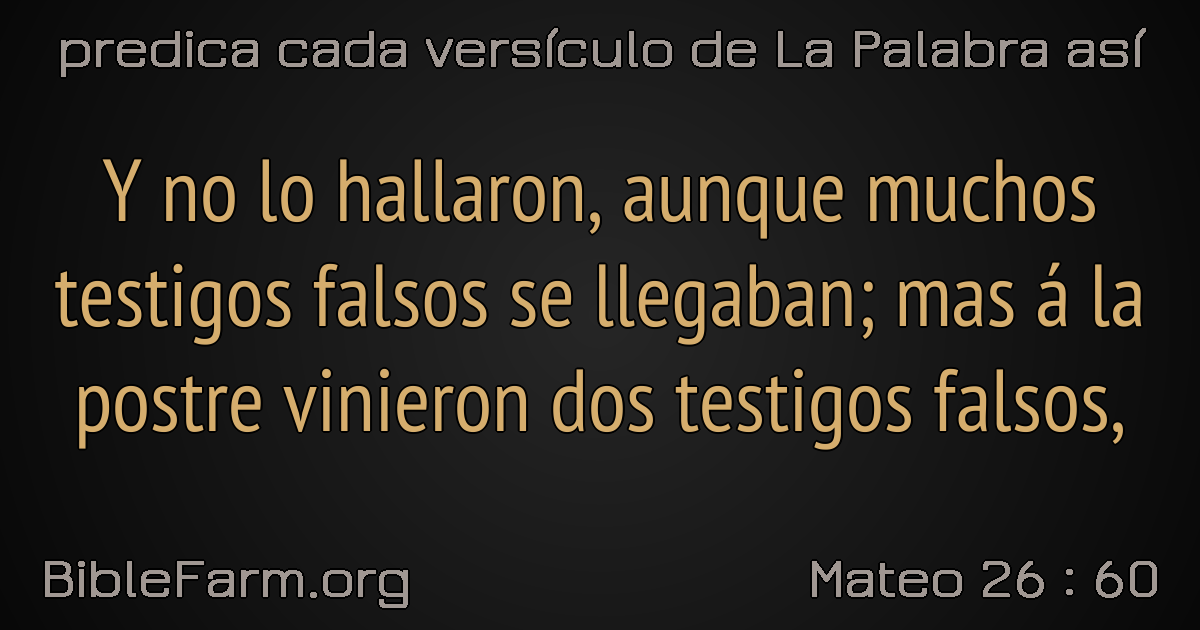 predica cada versículo de La Palabra así
Y no lo hallaron, aunque muchos
testigos falsos se llegaban; mas á la
postre vinieron dos testigos falsos,
BibleFarm.org
Mateo 26 : 60